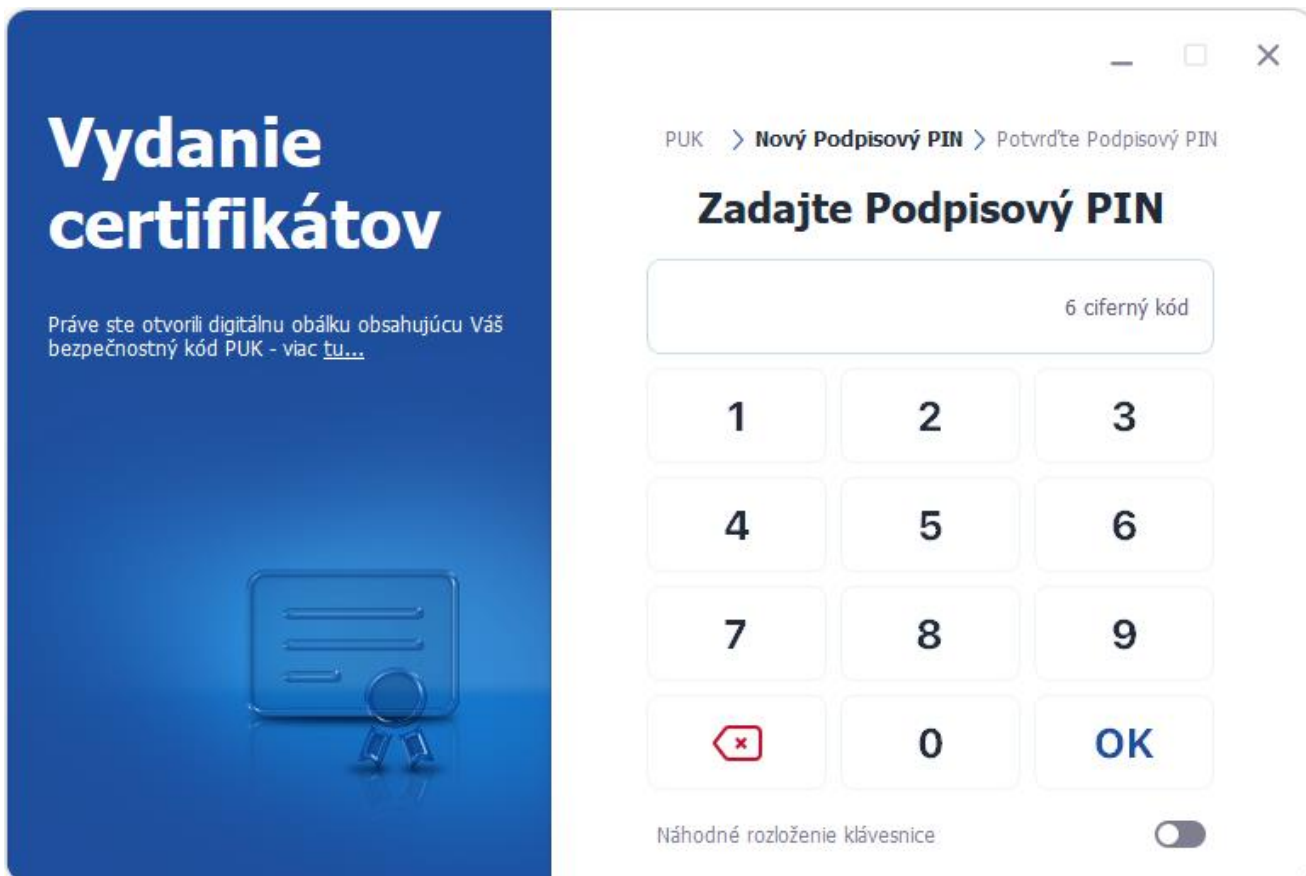 Vydanie
certifikátov
Práve ste otvorili digitálnu obálku obsahujúcu Váš
bezpečnostný kód PUK - viac tu...
PUK > Nový Podpisový PIN > Potvrďte Podpisový PIN
Zadajte Podpisový PIN
6 ciferný kód
1 2 3
4 5 6
7 8 9
0 OK
Náhodné rozloženie klávesnice